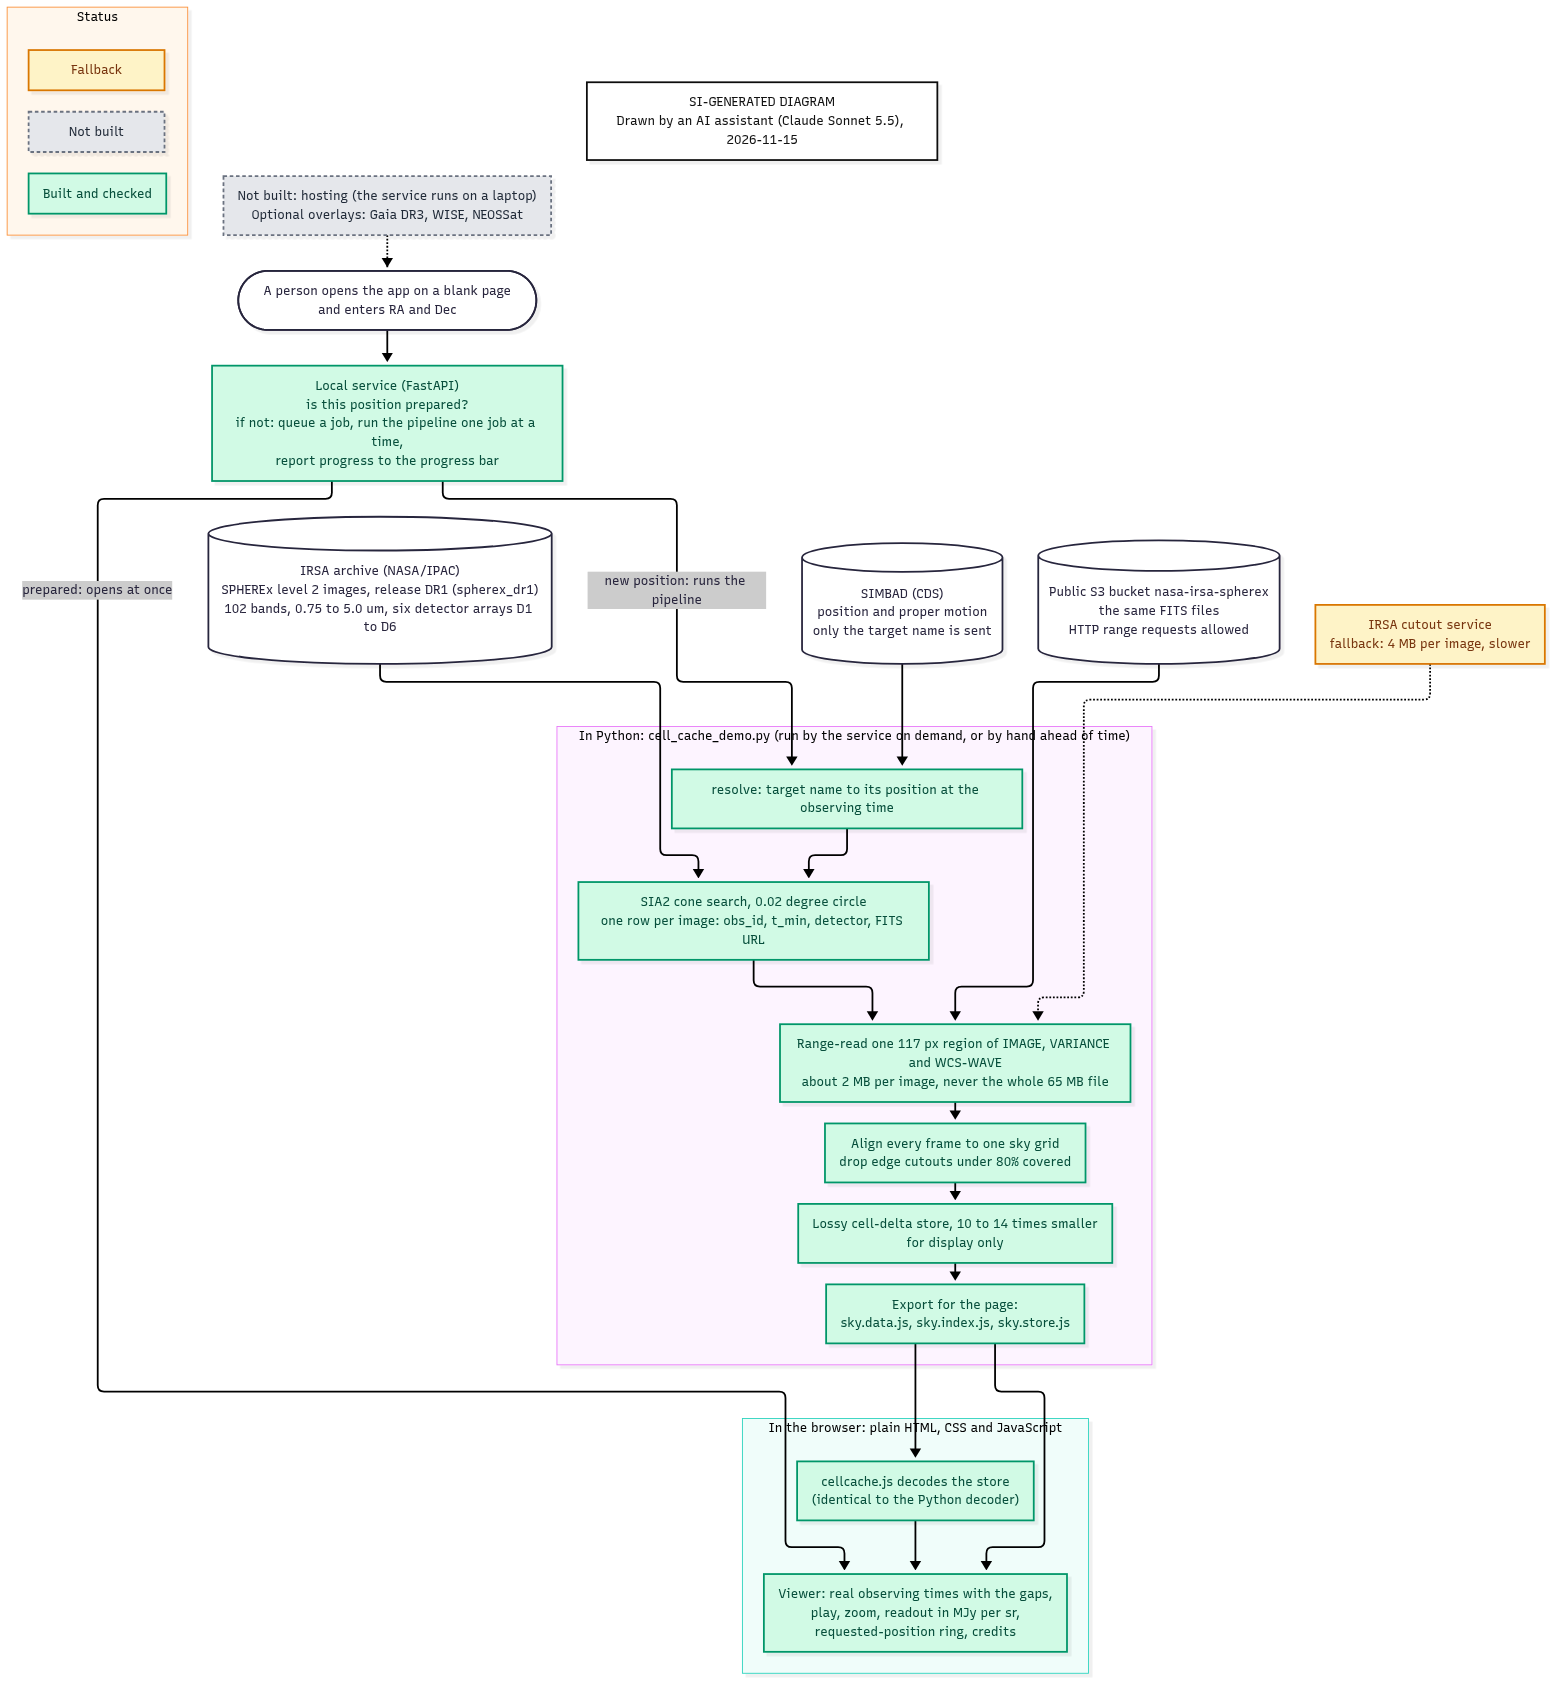 Status
Fallback
Not built
Built and checked
SI-GENERATED DIAGRAM
Drawn by an AI assistant (Claude Sonnet 5.5),
2026-11-15
Not built: hosting (the service runs on a laptop)
Optional overlays: Gaia DR3, WISE, NEOSSat
A person opens the app on a blank page
and enters RA and Dec
Local service (FastAPI)
is this position prepared?
if not: queue a job, run the pipeline one job at a
time,
report progress to the progress bar
prepared: opens at once
IRSA archive (NASA/IPAC)
SPHEREx level 2 images, release DR1 (spherex_dr1)
102 bands, 0.75 to 5.0 um, six detector arrays D1
to D6
new position: runs the
pipeline
SIMBAD (CDS)
position and proper motion
only the target name is sent
Public S3 bucket nasa-irsa-spherex
the same FITS files
HTTP range requests allowed
IRSA cutout service
fallback: 4 MB per image, slower
In Python: cell_cache_demo.py (run by the service on demand, or by hand ahead of time)
resolve: target name to its position at the
observing time
SIA2 cone search, 0.02 degree circle
one row per image: obs_id, t_min, detector, FITS
URL
Range-read one 117 px region of IMAGE, VARIANCE
and WCS-WAVE
about 2 MB per image, never the whole 65 MB file
Align every frame to one sky grid
drop edge cutouts under 80% covered
Lossy cell-delta store, 10 to 14 times smaller
for display only
Export for the page:
sky.data.js, sky.index.js, sky.store.js
In the browser: plain HTML, CSS and JavaScript
cellcache.js decodes the store
(identical to the Python decoder)
Viewer: real observing times with the gaps,
play, zoom, readout in MJy per sr,
requested-position ring, credits